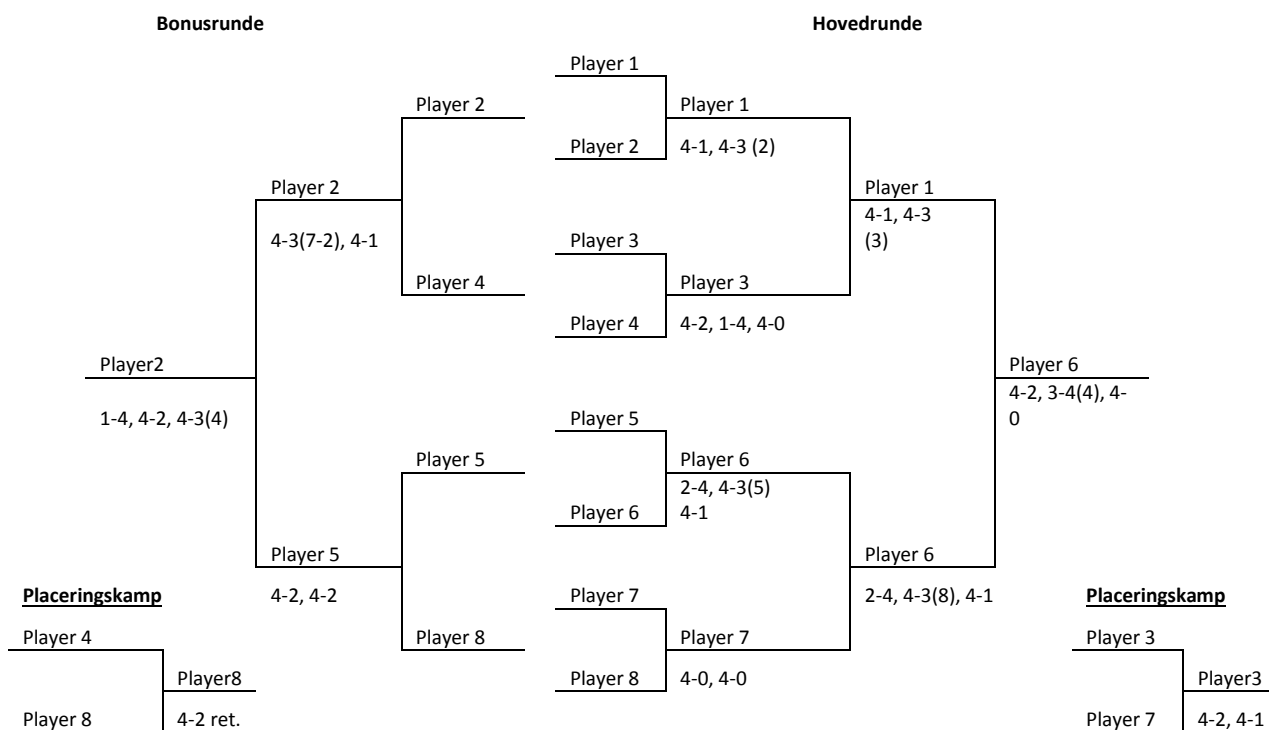 Bonusrunde
Hovedrunde
Player 1
Player 2
Player 1
Player 2
4-1, 4-3 (2)
Player 2
Player 1
4-1, 4-3
(3)
4-3(7-2), 4-1
Player 3
Player 4
Player 3
Player 4
4-2, 1-4, 4-0
Player2
Player 6
4-2, 3-4(4), 4-
0
1-4, 4-2, 4-3(4)
Player 5
Player 5
Player 6
2-4, 4-3(5)
4-1
Player 6
Player 5
Player 6
Placeringskamp
4-2, 4-2
Player 7
2-4, 4-3(8), 4-1
Placeringskamp
Player 4
Player 8
Player 7
Player 3
Player8
Player 8
4-0, 4-0
Player3
Player 8
4-2 ret.
Player 7
4-2, 4-1